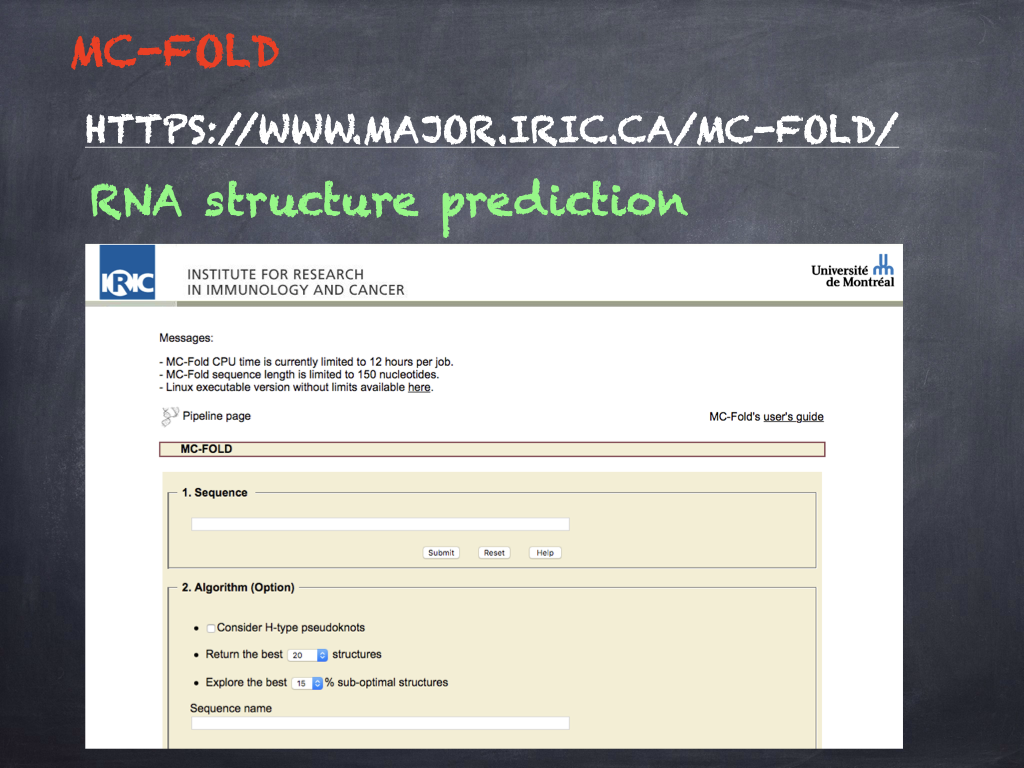 MC-FOLD
HTTPS://WWW.MAJOR.IRIC.CA/MC-FOLD/
RNA structure prediction
IRIC
INSTITUTE FOR RESEARCH
IN IMMUNOLOGY AND CANCER
Université
de Montréal
Messages:
- MC-Fold CPU time is currently limited to 12 hours per job.
- MC-Fold sequence length is limited to 150 nucleotides.
- Linux executable version without limits available here.
Pipeline page
MC-Fold's user's guide
MC-FOLD
1. Sequence
Submit Reset Help
2. Algorithm (Option)
• Consider H-type pseudoknots
• Return the best 20 structures
• Explore the best 15 % sub-optimal structures
Sequence name